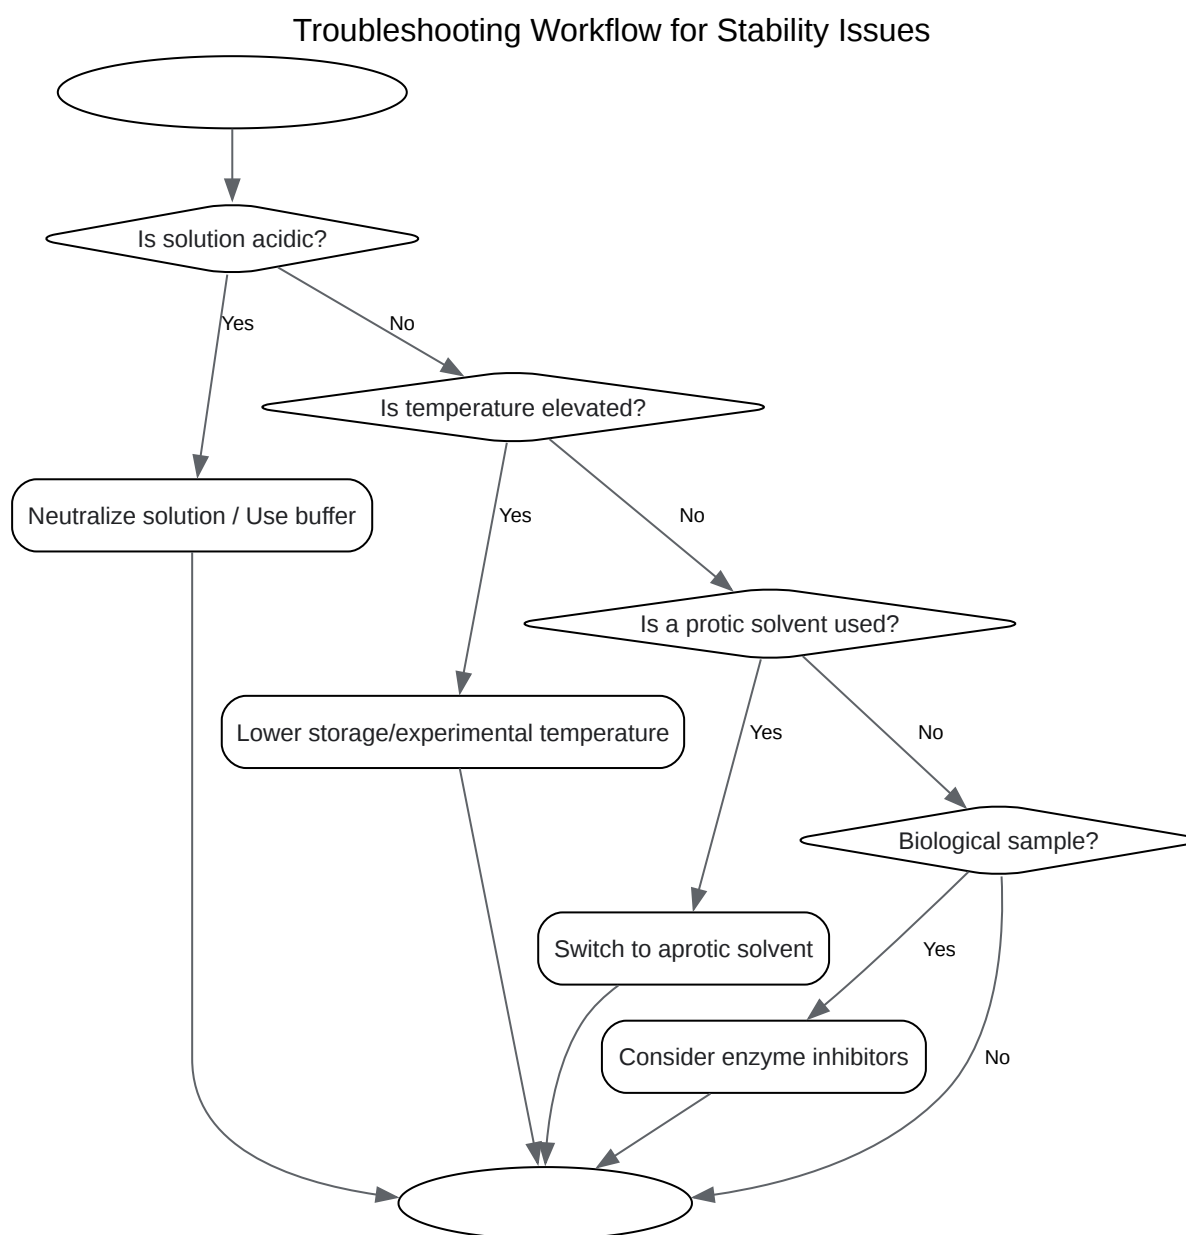 Troubleshooting Workflow for Stability Issues
Is solution acidic?
Yes
No
Is temperature elevated?
Neutralize solution / Use buffer
Yes
No
Is a protic solvent used?
Lower storage/experimental temperature
Yes
No
Biological sample?
Switch to aprotic solvent
Yes
Consider enzyme inhibitors
No